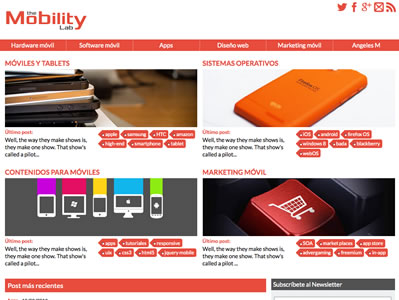 the
Mobility
Lab
Hardware móvil Software móvil Apps Diseño web Marketing móvil Angeles M
MÓVILES Y TABLETS
SISTEMAS OPERATIVOS
Último post:
Well, the way they make shows is, they make one show. That show's called a pilot...
apple samsung HTC amazon
high-end smartphone tablet
Último post:
Well, the way they make shows is, they make one show. That show's called a pilot...
iOS android firefox OS
windows 8 bada blackberry
webOS
CONTENIDOS PARA MÓVILES
MARKETING MÓVIL
Último post:
Well, the way they make shows is, they make one show. That show's called a pilot...
apps tutoriales responsive
uix css3 html5 jquery mobile
Último post:
Well, the way they make shows is, they make one show. That show's called a pilot ...
SOA market places app store
advergaming freemium in-app
Post más recientes
Subscríbete al Newsletter